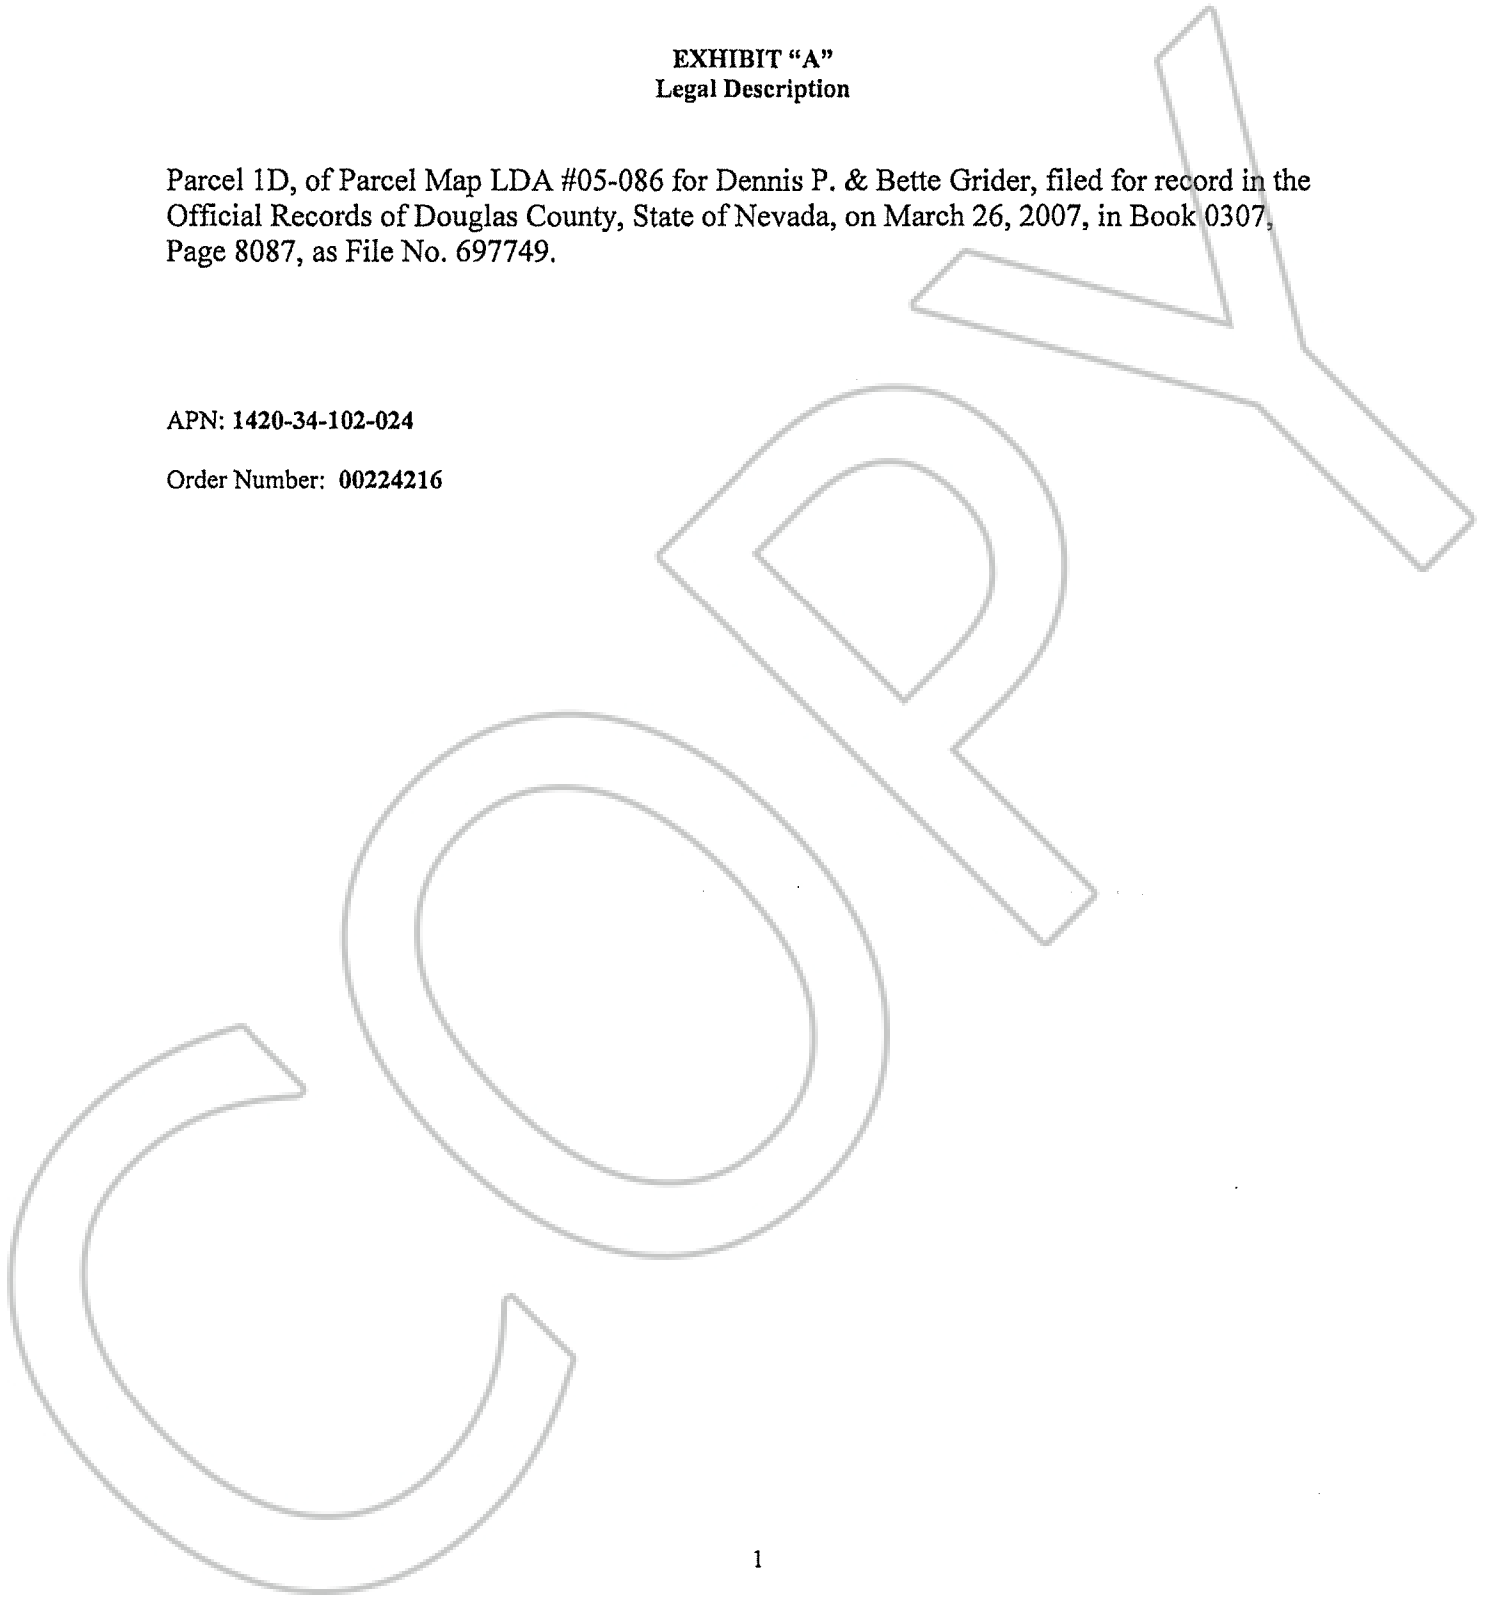 EXHIBIT “A”
Legal Description
Parcel 1D, of Parcel Map LDA #05-086 for Dennis P. & Bette Grider, filed for record in the
Official Records of Douglas County, State of Nevada, on March 26, 2007, in Book 0307,
Page 8087, as File No. 697749.
APN: 1420-34-102-024
Order Number: 00224216
COPY
1